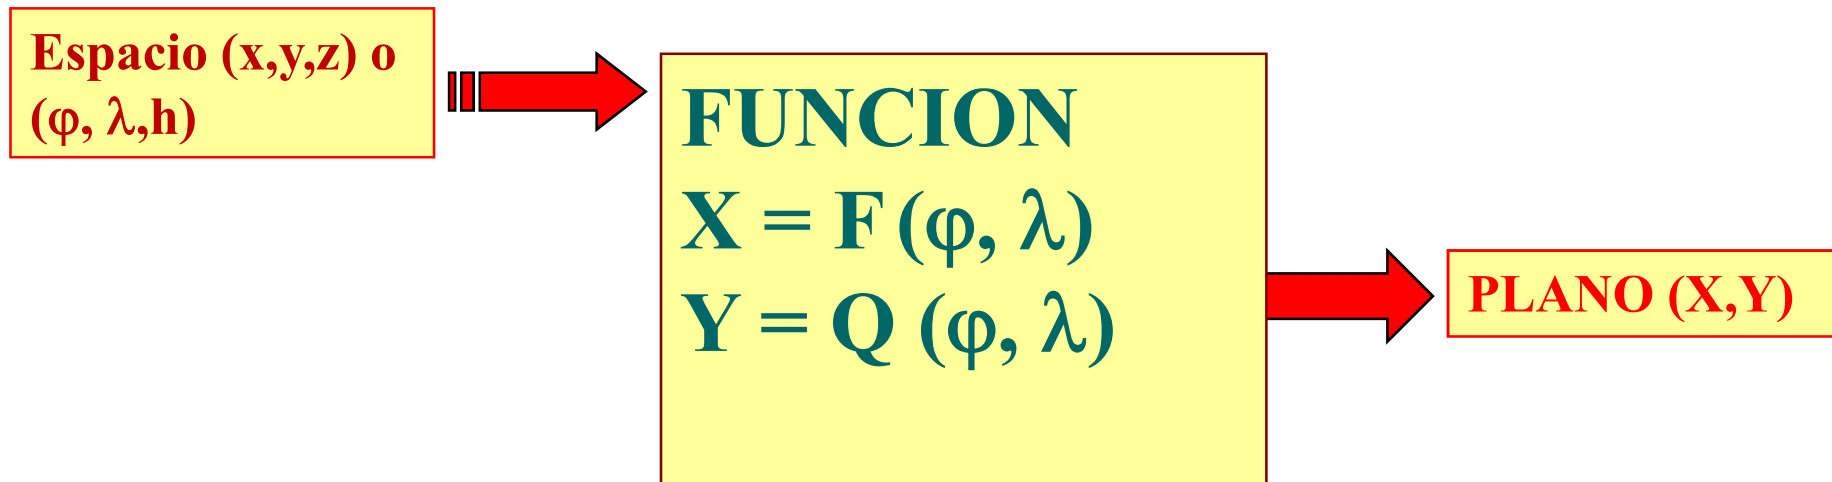 Espacio (x,y,z) o
(φ, λ,h)
FUNCION
X = F (φ, λ)
Y = Q (φ, λ)
PLANO (X,Y)